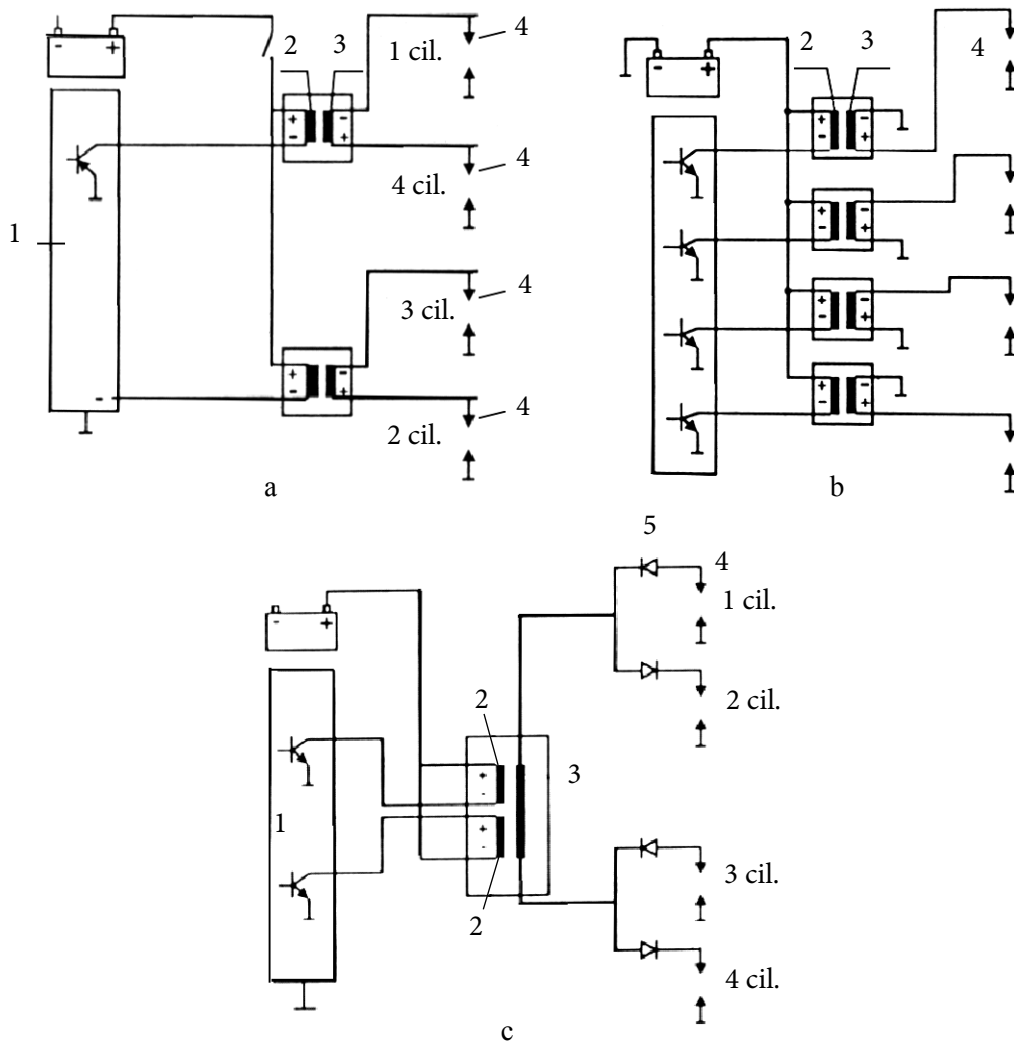 - +
2 3
1 cil. 4
+ - - +
4
4 cil.
1
3 cil. 4
+ - - +
-
2 cil. 4
a
- +
2 3 4
+ - - +
+ - - +
+ - - +
+ - - +
b
5
4
1 cil.
- +
2 cil.
2
3
+
-
1
+
-
2
3 cil.
4 cil.
c